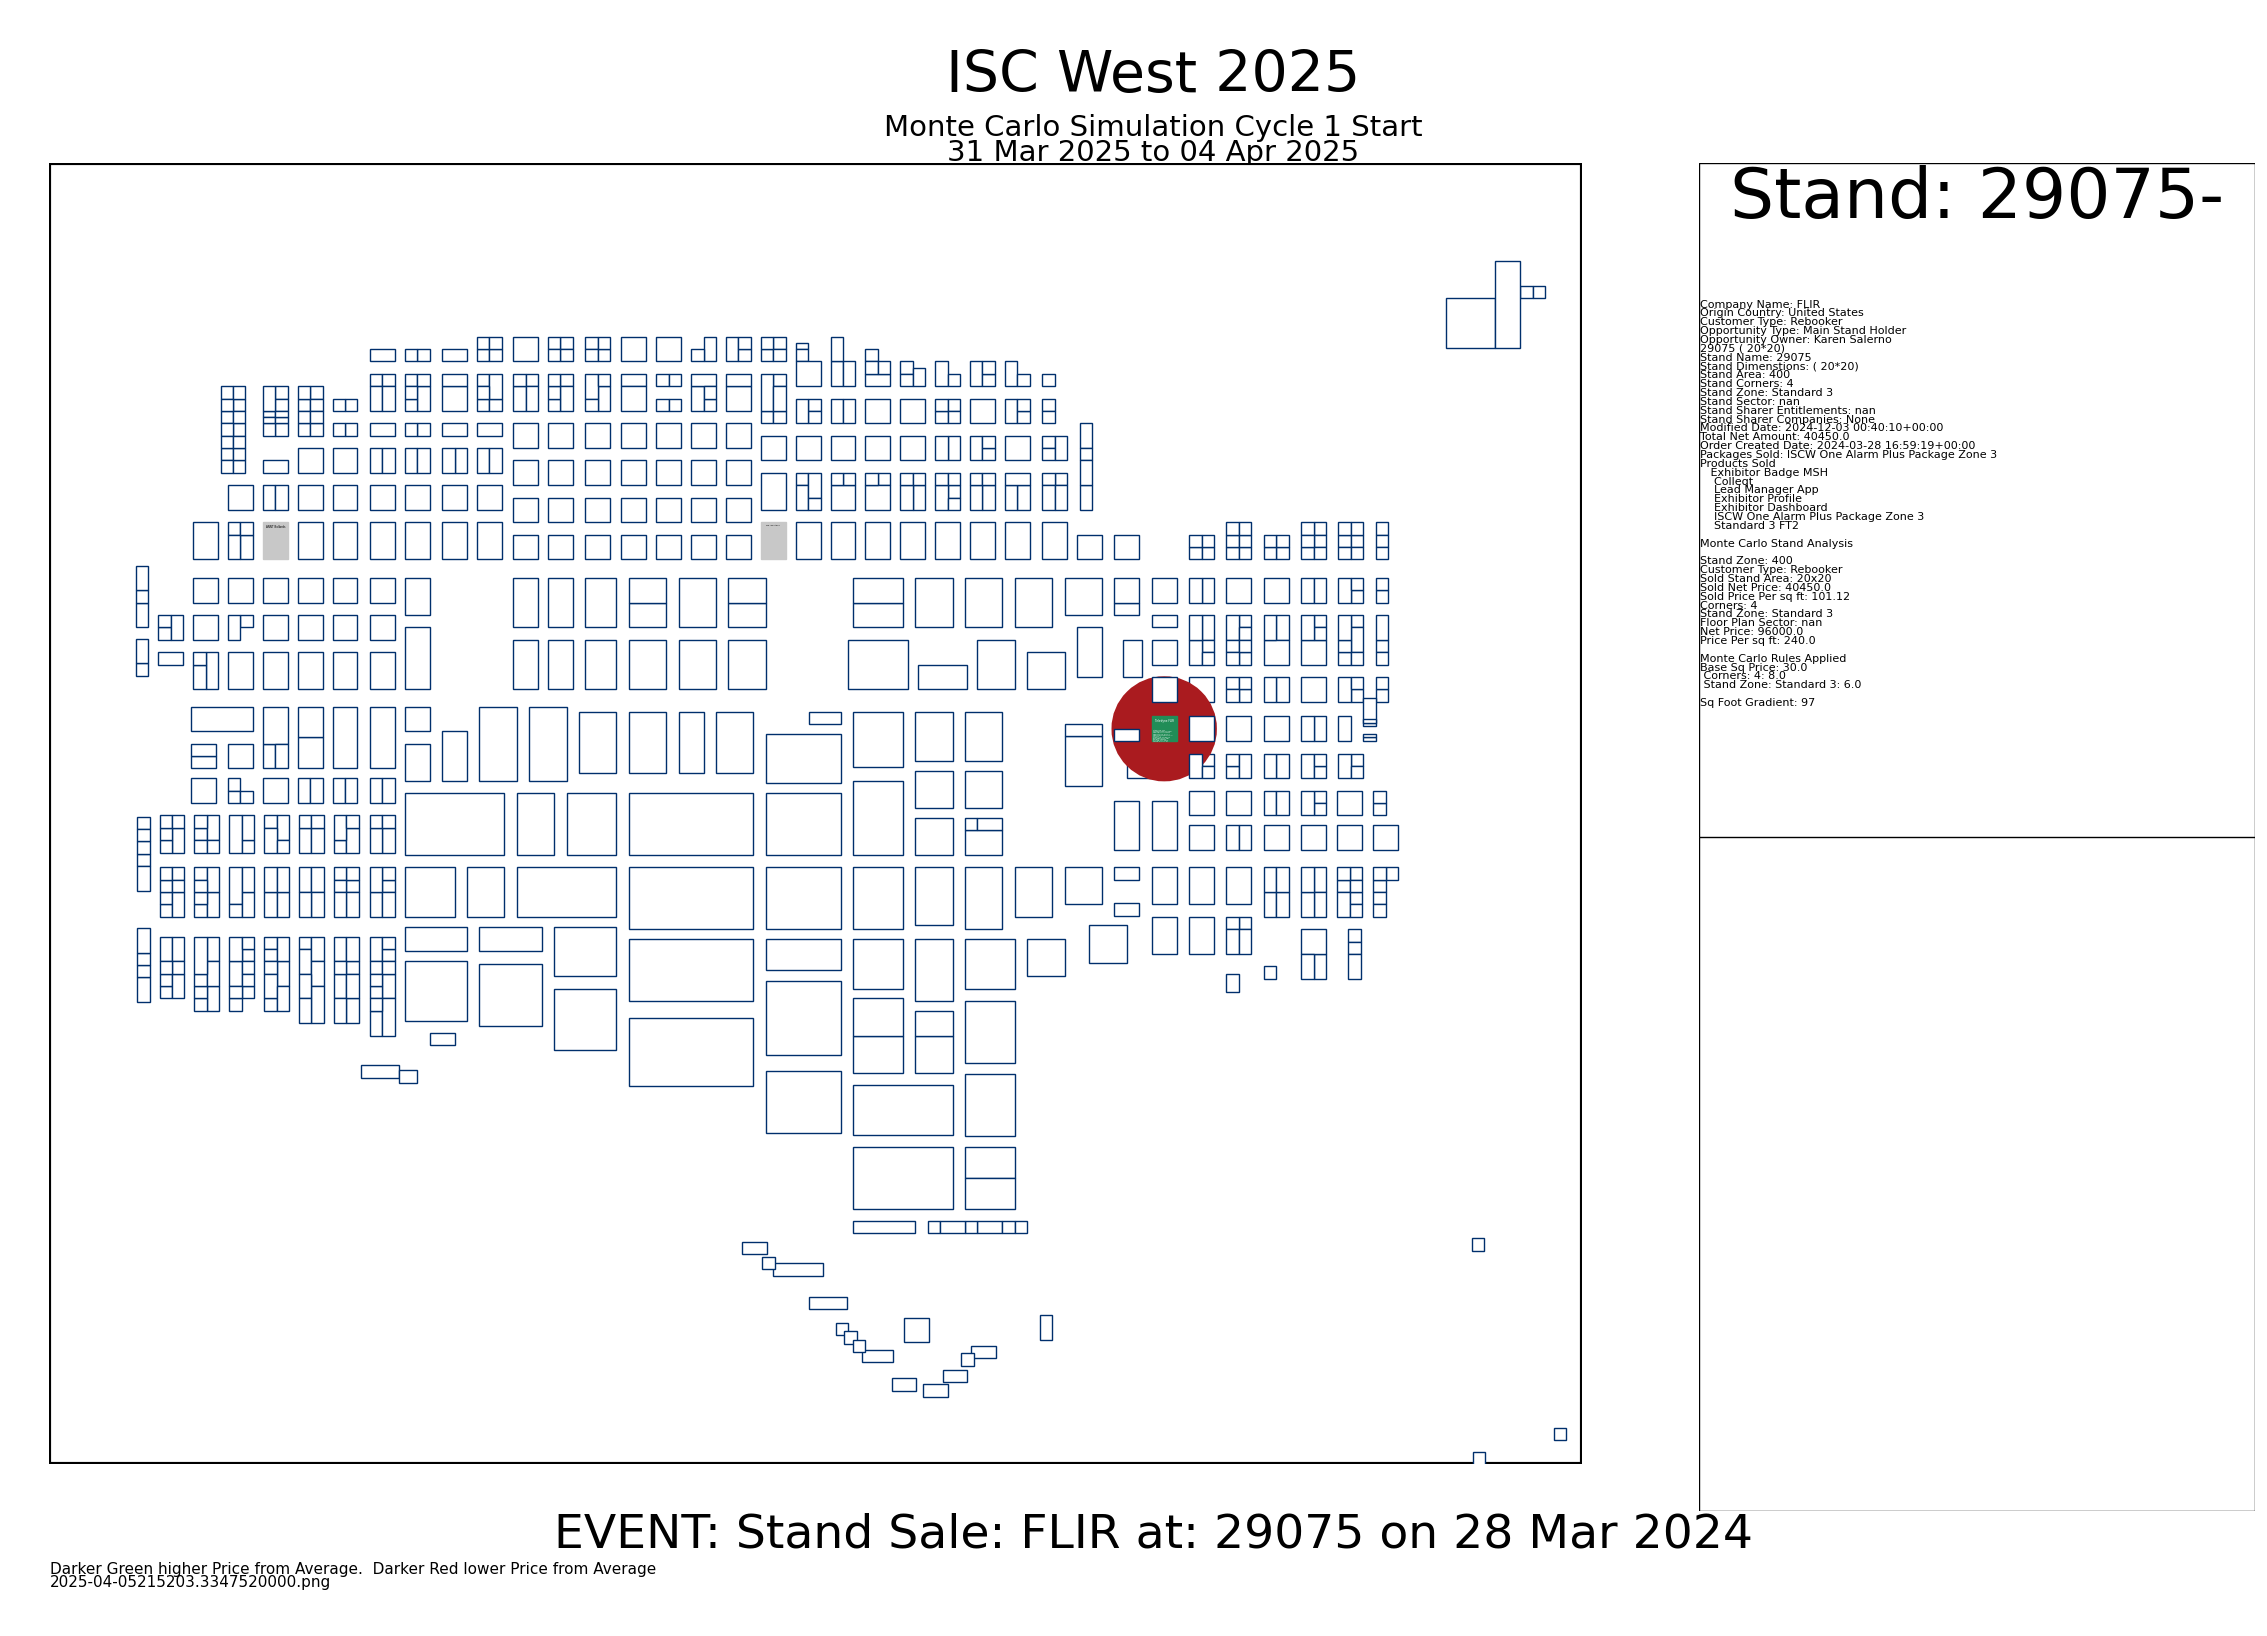 ISC West 2025
Monte Carlo Simulation Cycle 1 Start
31 Mar 2025 to 04 Apr 2025
Stand: 29075-
Company Name: FLIR
Origin Country: United States
Customer Type: Rebooker
Opportunity Type: Main Stand Holder
Opportunity Owner: Karen Salerno
29075 ( 20*20)
Stand Name: 29075
Stand Dimenstions: ( 20*20)
Stand Area: 400
Stand Corners: 4
Stand Zone: Standard 3
Stand Sector: nan
Stand Sharer Entitlements: nan
Stand Sharer Companies: None
Modified Date: 2024-12-03 00:40:10+00:00
Total Net Amount: 40450.0
Order Created Date: 2024-03-28 16:59:19+00:00
Packages Sold: ISCW One Alarm Plus Package Zone 3
Products Sold
Exhibitor Badge MSH
Colleqt
Lead Manager App
Exhibitor Profile
Exhibitor Dashboard
ISCW One Alarm Plus Package Zone 3
Standard 3 FT2
Monte Carlo Stand Analysis
Stand Zone: 400
Customer Type: Rebooker
Sold Stand Area: 20x20
Sold Net Price: 40450.0
Sold Price Per sq ft: 101.12
Corners: 4
Stand Zone: Standard 3
Floor Plan Sector: nan
Net Price: 96000.0
Price Per sq ft: 240.0
Monte Carlo Rules Applied
Base Sq Price: 30.0
Corners: 4: 8.0
Stand Zone: Standard 3: 6.0
Sq Foot Gradient: 97
Teledyne FLIR
EVENT: Stand Sale: FLIR at: 29075 on 28 Mar 2024
Darker Green higher Price from Average.  Darker Red lower Price from Average
2025-04-05215203.3347520000.png